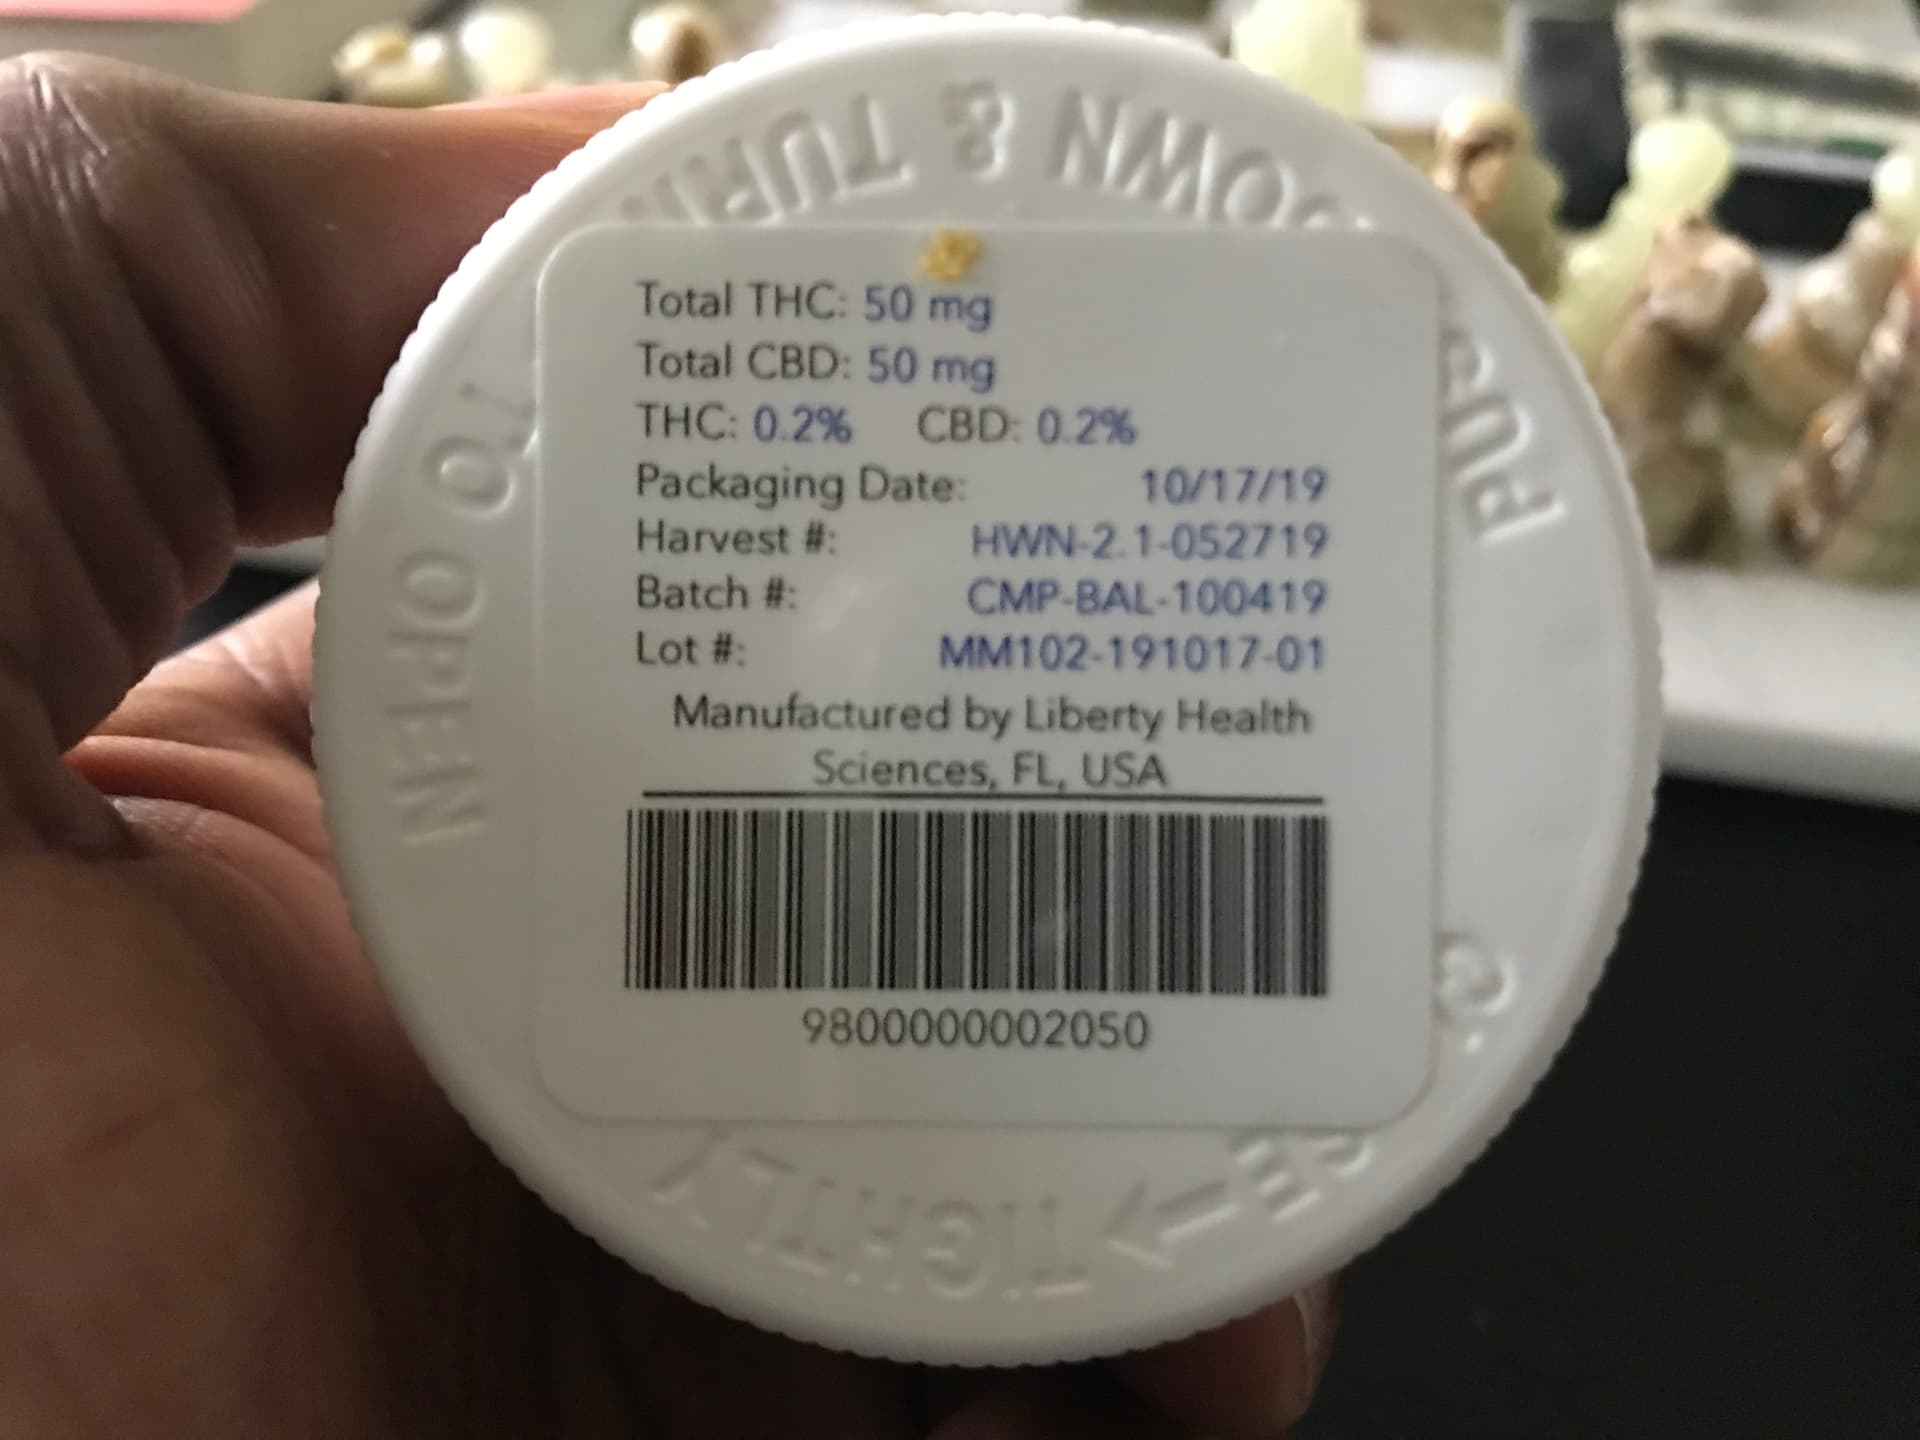 Total THC: 50 mg
Total CBD: 50 mg
THC: 0.2% CBD: 0.2%
Packaging Date: 10/17/19
Harvest #: HWN-2.1-052719
Batch #: CMP-BAL-100419
Lot #: MM102-191017-01
Manufactured by Liberty Health
Sciences, FL, USA
9800000002050
DOWN & TURN
TO OPEN
TIGHTLY